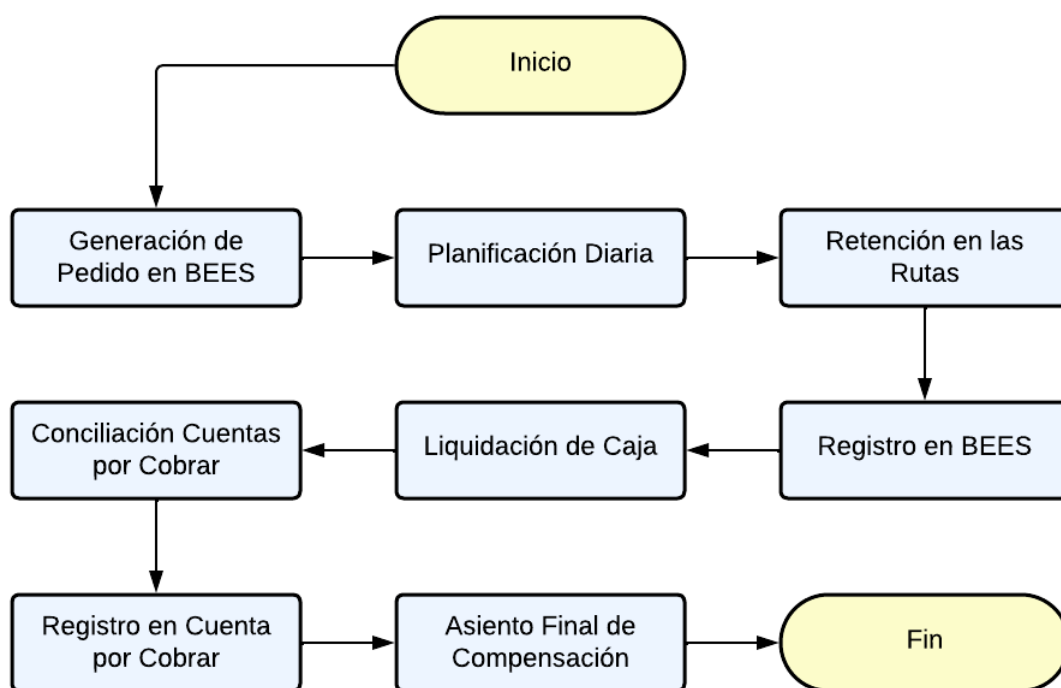 Inicio
Generación de
Pedido en BEES
Planificación Diaria
Retención en las
Rutas
Registro en BEES
Liquidación de Caja
Conciliación Cuentas
por Cobrar
Registro en Cuenta
por Cobrar
Asiento Final de
Compensación
Fin